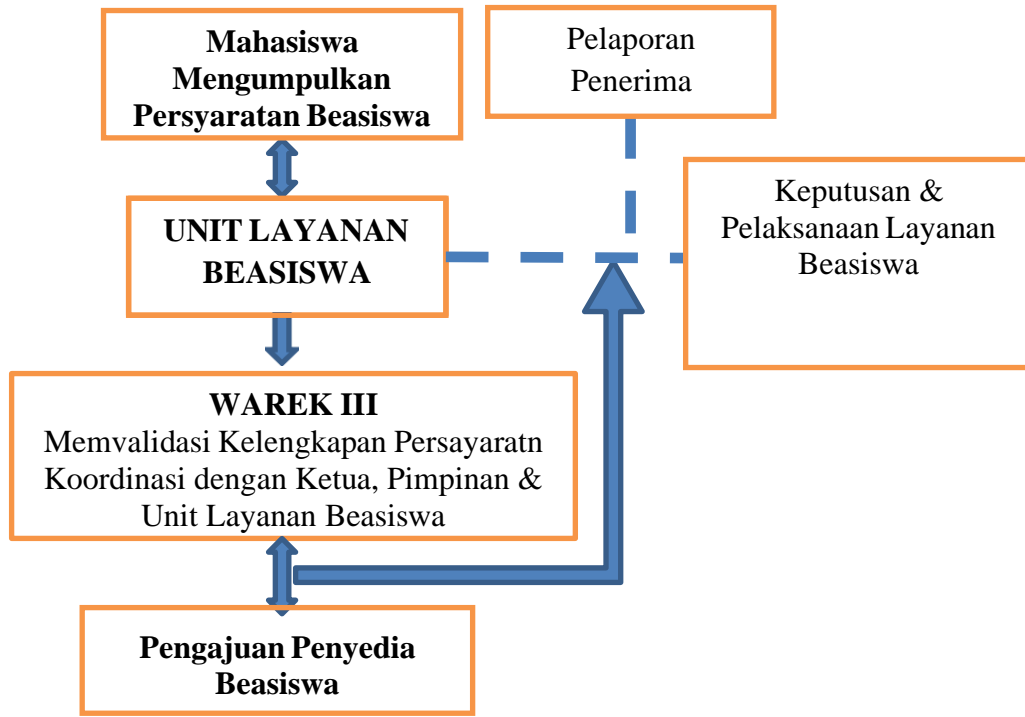 Mahasiswa
Mengumpulkan
Persyaratan Beasiswa
Pelaporan
Penerima
UNIT LAYANAN
BEASISWA
Keputusan &
Pelaksanaan Layanan
Beasiswa
WAREK III
Memvalidasi Kelengkapan Persayaratn
Koordinasi dengan Ketua, Pimpinan &
Unit Layanan Beasiswa
Pengajuan Penyedia
Beasiswa